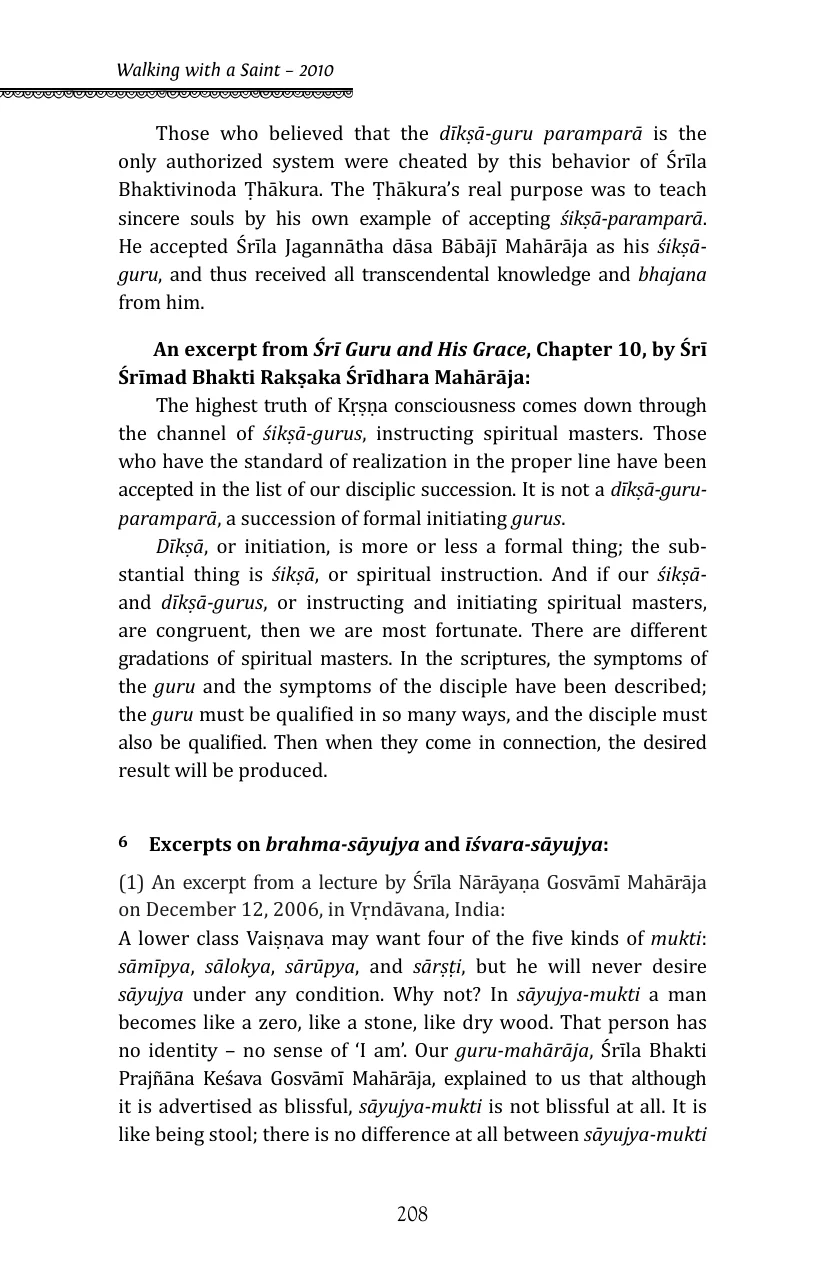 Walking with a Saint – 2010
Those who believed that the dīkṣā-guru paramparā is the
only authorized system were cheated by this behavior of Śrīla
Bhaktivinoda Ṭhākura. The Ṭhākura’s real purpose was to teach
sincere souls by his own example of accepting śikṣā-paramparā.
He accepted Śrīla Jagannātha dāsa Bābājī Mahārāja as his śikṣā-
guru, and thus received all transcendental knowledge and bhajana
from him.
An excerpt from Śrī Guru and His Grace, Chapter 10, by Śrī
Śrīmad Bhakti Rakṣaka Śrīdhara Mahārāja:
The highest truth of Kṛṣṇa consciousness comes down through
the channel of śikṣā-gurus, instructing spiritual masters. Those
who have the standard of realization in the proper line have been
accepted in the list of our disciplic succession. It is not a dīkṣā-guru-
paramparā, a succession of formal initiating gurus.
Dīkṣā, or initiation, is more or less a formal thing; the sub-
stantial thing is śikṣā, or spiritual instruction. And if our śikṣā-
and dīkṣā-gurus, or instructing and initiating spiritual masters,
are congruent, then we are most fortunate. There are different
gradations of spiritual masters. In the scriptures, the symptoms of
the guru and the symptoms of the disciple have been described;
the guru must be qualified in so many ways, and the disciple must
also be qualified. Then when they come in connection, the desired
result will be produced.
6 Excerpts on brahma-sāyujya and īśvara-sāyujya:
(1) An excerpt from a lecture by Śrīla Nārāyaṇa Gosvāmī Mahārāja
on December 12, 2006, in Vṛndāvana, India:
A lower class Vaiṣṇava may want four of the five kinds of mukti:
sāmīpya, sālokya, sārūpya, and sārṣṭi, but he will never desire
sāyujya under any condition. Why not? In sāyujya-mukti a man
becomes like a zero, like a stone, like dry wood. That person has
no identity – no sense of ‘I am’. Our guru-mahārāja, Śrīla Bhakti
Prajñāna Keśava Gosvāmī Mahārāja, explained to us that although
it is advertised as blissful, sāyujya-mukti is not blissful at all. It is
like being stool; there is no difference at all between sāyujya-mukti
208